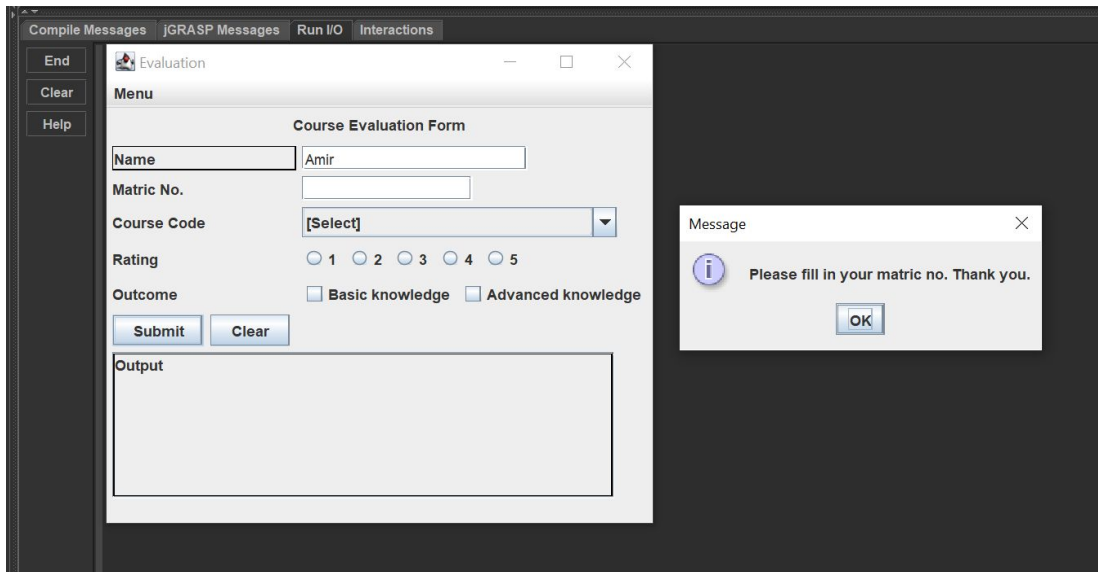 Compile Messages jGRASP Messages Run I/O Interactions
End
Clear
Help
Evaluation
Menu
Course Evaluation Form
Name Amir
Matric No.
Course Code [Select]
Rating 1 2 3 4 5
Outcome Basic knowledge Advanced knowledge
Submit Clear
Output
Message
Please fill in your matric no. Thank you.
OK